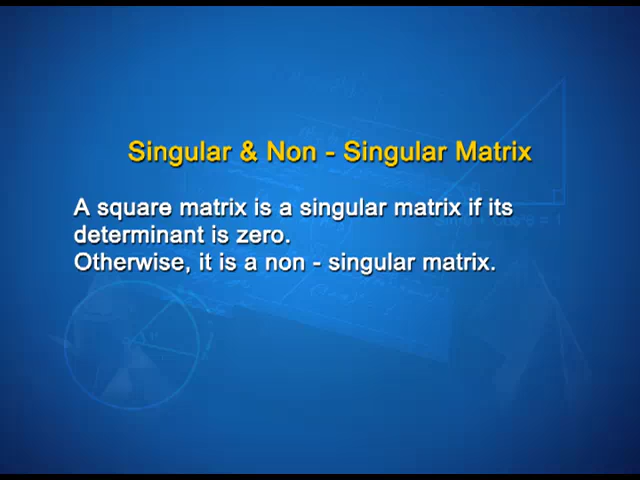 Singular & Non - Singular Matrix
A square matrix is a singular matrix if its
determinant is zero.
Otherwise, it is a non - singular matrix.